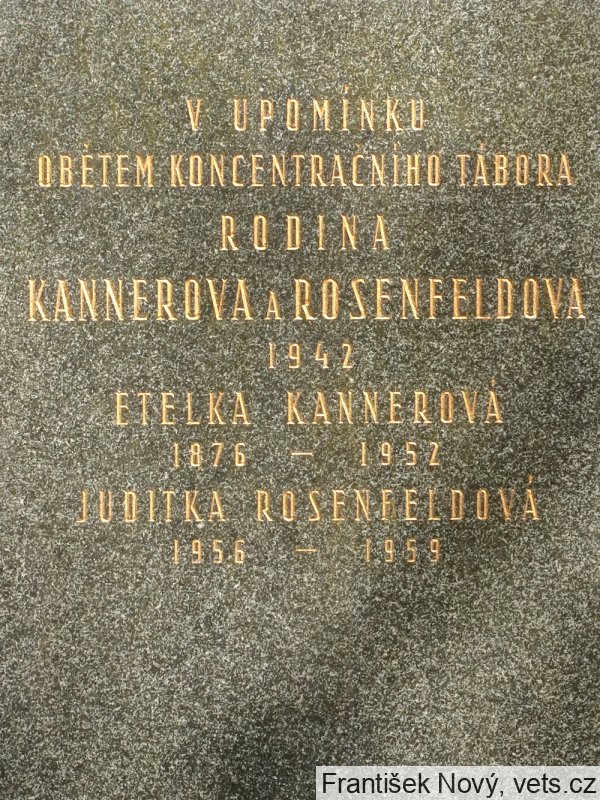 V UPOMÍNKU
OBĚTEM KONCENTRAČNÍHO TÁBORA
RODINA
KANNEROVA A ROSENFELDOVA
1942
ETELKA KANNEROVÁ
1876 – 1952
JUDITKA ROSENFELDOVÁ
1956 – 1959
František Nový, vets.cz